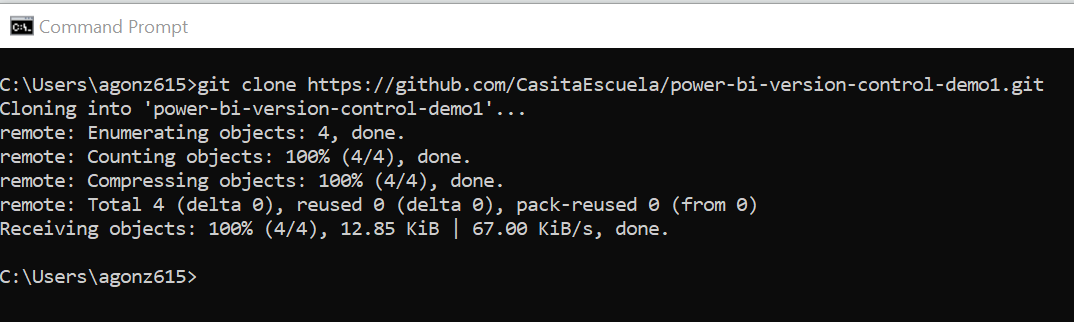 Command Prompt
C:\Users\agonz615>git clone https://github.com/CasitaEscuela/power-bi-version-control-demo1.git
Cloning into 'power-bi-version-control-demo1'...
remote: Enumerating objects: 4, done.
remote: Counting objects: 100% (4/4), done.
remote: Compressing objects: 100% (4/4), done.
remote: Total 4 (delta 0), reused 0 (delta 0), pack-reused 0 (from 0)
Receiving objects: 100% (4/4), 12.85 KiB | 67.00 KiB/s, done.
C:\Users\agonz615>